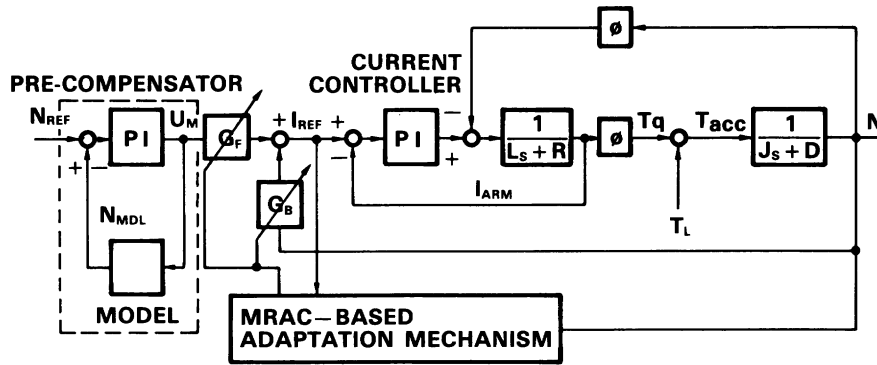 ø
CURRENT
CONTROLLER
PRE-COMPENSATOR
N_REF
U_M
+
I_REF
+
−
T_q
T_acc
N
PI
G_F
PI
1
L_S + R
ø
1
J_S + D
+
−
−
+
N_MDL
G_B
I_ARM
T_L
MODEL
MRAC−BASED
ADAPTATION MECHANISM